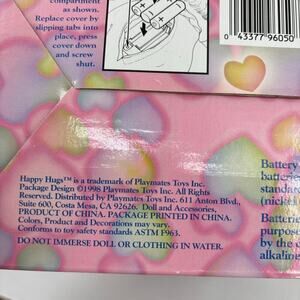 compartment
as shown.
Replace cover by
slipping tabs into
place, press
cover down
and screw
shut.
0 43377 96050
Happy Hugs™ is a trademark of Playmates Toys Inc.
Package Design ©1998 Playmates Toys Inc. All Rights
Reserved. Distributed by Playmates Toys Inc. 611 Anton Blvd.,
Suite 600, Costa Mesa, CA 92626. Doll and Accessories,
PRODUCT OF CHINA. PACKAGE PRINTED IN CHINA.
Colors, Product and Decorations may vary.
Conforms to toy safety standards ASTM F963.
DO NOT IMMERSE DOLL OR CLOTHING IN WATER.
Battery
batteries
standard
(nickel
Batteries
purposes
by the
alkaline